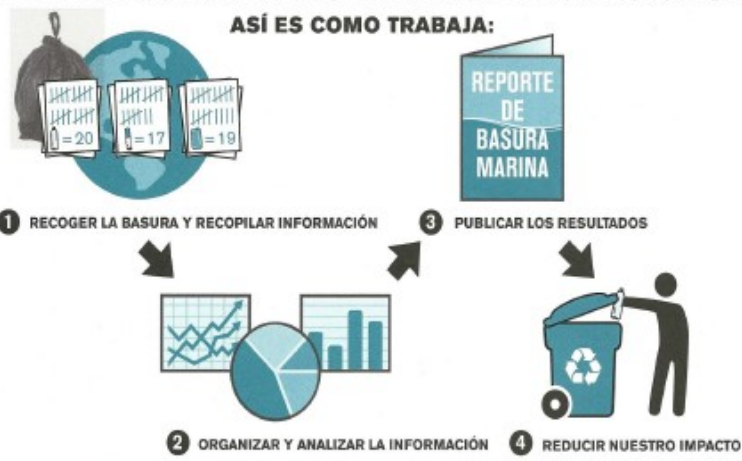 ASÍ ES COMO TRABAJA:
=20
=17
=19
REPORTE
DE
BASURA
MARINA
1 RECOGER LA BASURA Y RECOPILAR INFORMACIÓN
3 PUBLICAR LOS RESULTADOS
2 ORGANIZAR Y ANALIZAR LA INFORMACIÓN
4 REDUCIR NUESTRO IMPACTO